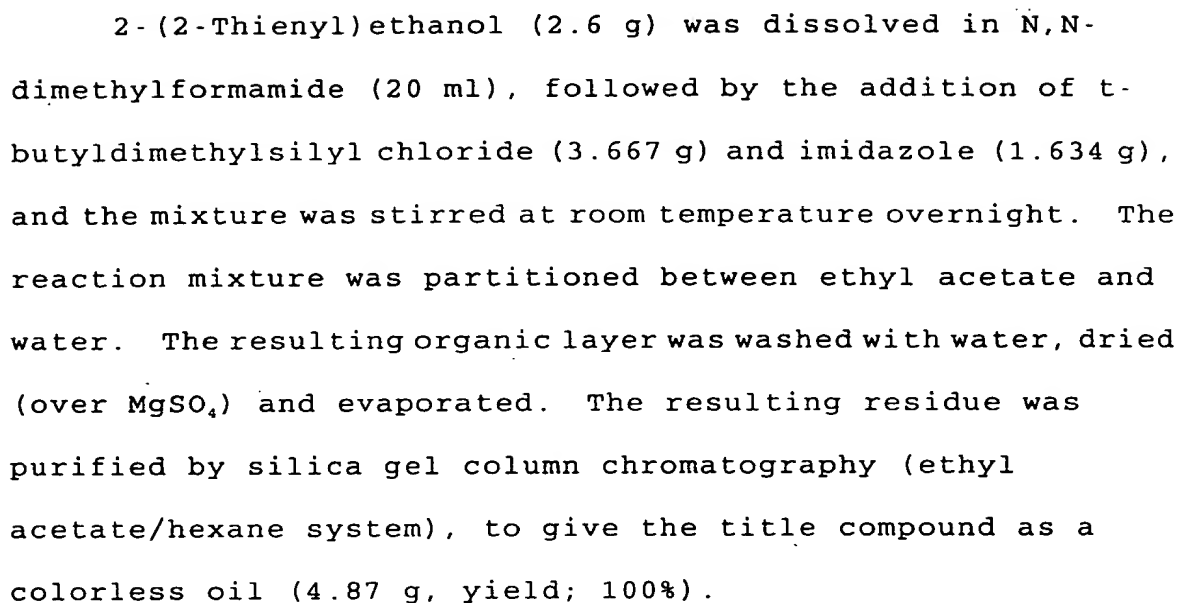 2-(2-Thienyl)ethanol (2.6 g) was dissolved in N,N-
dimethylformamide (20 ml), followed by the addition of t-
butyldimethylsilyl chloride (3.667 g) and imidazole (1.634 g),
and the mixture was stirred at room temperature overnight. The
reaction mixture was partitioned between ethyl acetate and
water. The resulting organic layer was washed with water, dried
(over MgSO₄) and evaporated. The resulting residue was
purified by silica gel column chromatography (ethyl
acetate/hexane system), to give the title compound as a
colorless oil (4.87 g, yield; 100%).